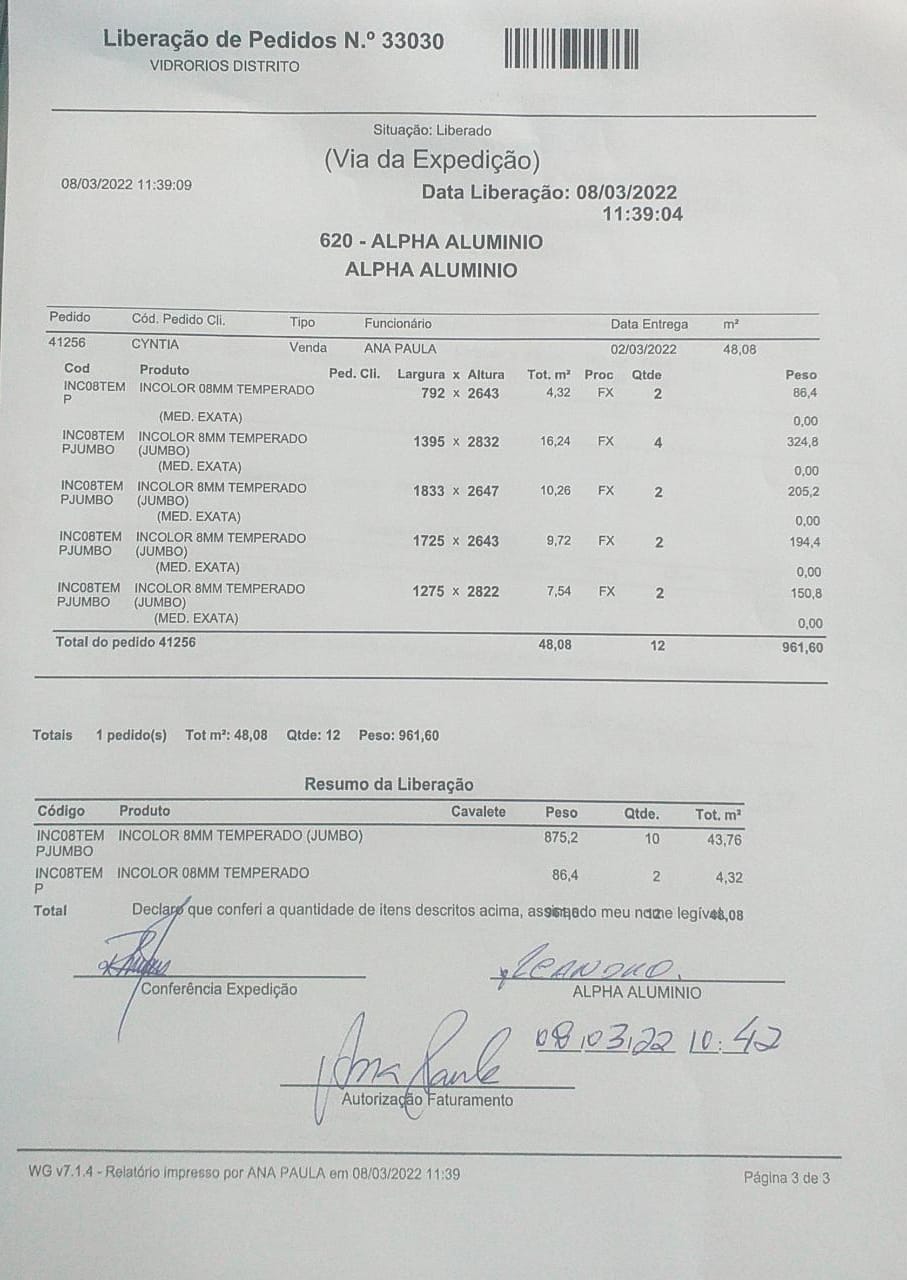 Liberação de Pedidos N.º 33030
VIDRORIOS DISTRITO
Situação: Liberado
(Via da Expedição)
08/03/2022 11:39:09
Data Liberação: 08/03/2022
11:39:04
620 - ALPHA ALUMINIO
ALPHA ALUMINIO
Pedido Cód. Pedido Cli. Tipo Funcionário Data Entrega m²
41256 CYNTIA Venda ANA PAULA 02/03/2022 48,08
Cod Produto Ped. Cli. Largura x Altura Tot. m² Proc Qtde Peso
INC08TEM INCOLOR 08MM TEMPERADO 792 x 2643 4,32 FX 2 86,4
P
(MED. EXATA) 0,00
INC08TEM INCOLOR 8MM TEMPERADO 1395 x 2832 16,24 FX 4 324,8
PJUMBO (JUMBO)
(MED. EXATA) 0,00
INC08TEM INCOLOR 8MM TEMPERADO 1833 x 2647 10,26 FX 2 205,2
PJUMBO (JUMBO)
(MED. EXATA) 0,00
INC08TEM INCOLOR 8MM TEMPERADO 1725 x 2643 9,72 FX 2 194,4
PJUMBO (JUMBO)
(MED. EXATA) 0,00
INC08TEM INCOLOR 8MM TEMPERADO 1275 x 2822 7,54 FX 2 150,8
PJUMBO (JUMBO)
(MED. EXATA) 0,00
Total do pedido 41256 48,08 12 961,60
Totais 1 pedido(s) Tot m²: 48,08 Qtde: 12 Peso: 961,60
Resumo da Liberação
Código Produto Cavalete Peso Qtde. Tot. m²
INC08TEM INCOLOR 8MM TEMPERADO (JUMBO) 875,2 10 43,76
PJUMBO
INC08TEM INCOLOR 08MM TEMPERADO 86,4 2 4,32
P
Total Declaro que conferi a quantidade de itens descritos acima, assinado meu nome legível. 961,6 12 48,08
Leandro.
Conferência Expedição ALPHA ALUMINIO
08/03/22 10:42
Ana Paula
Autorização Faturamento
WG v7.1.4 - Relatório impresso por ANA PAULA em 08/03/2022 11:39
Página 3 de 3